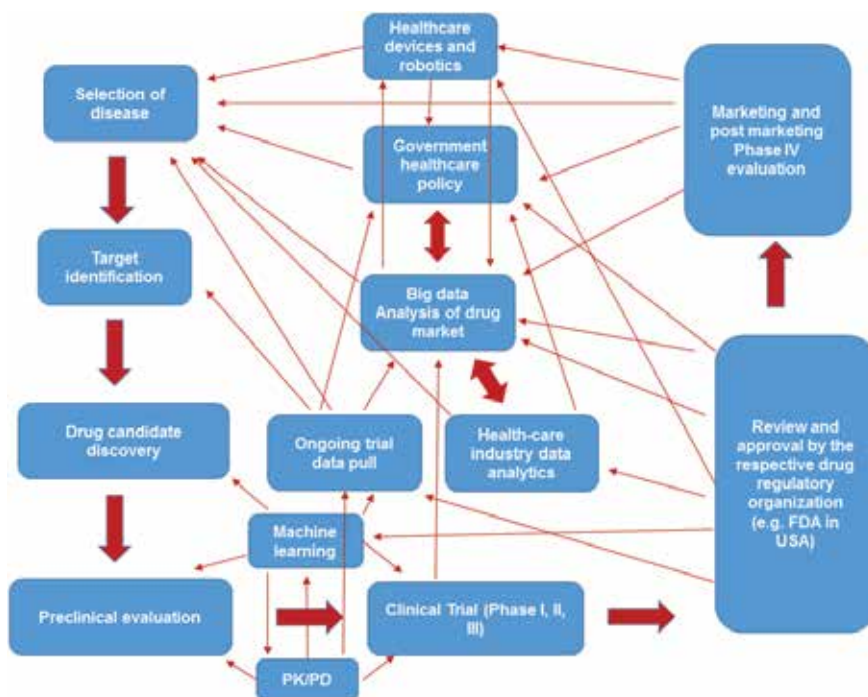 Healthcare
devices and
robotics
Selection of
disease
Marketing and
post marketing
Phase IV
evaluation
Government
healthcare
policy
Target
identification
Big data
Analysis of drug
market
Drug candidate
discovery
Ongoing trial
data pull
Health-care
industry data
analytics
Review and
approval by the
respective drug
regulatory
organization
(e.g. FDA in
USA)
Machine
learning
Preclinical evaluation
Clinical Trial (Phase I, II,
III)
PK/PD